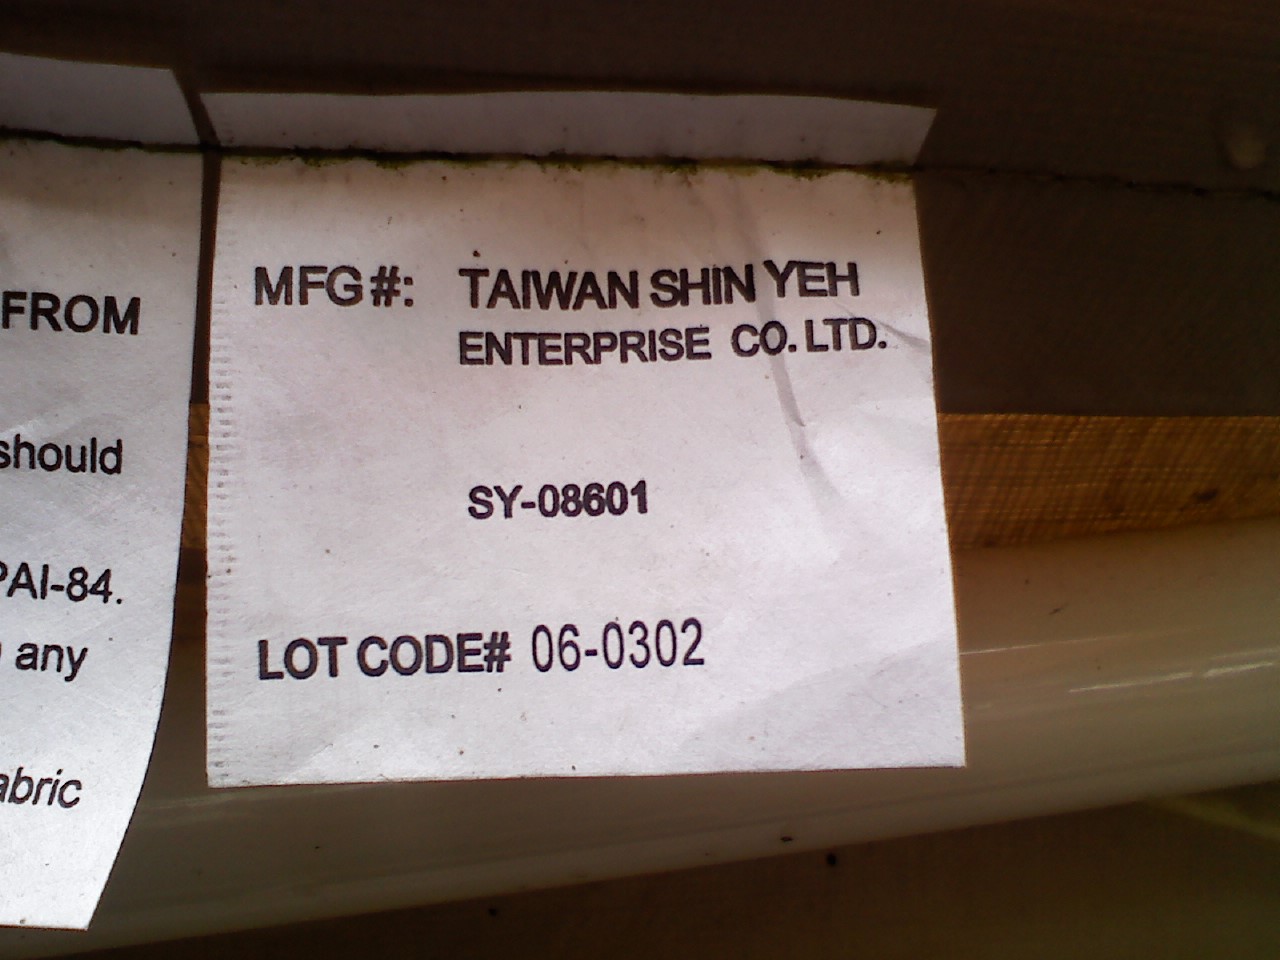 FROM
should
PAI-84.
any
abric
MFG#: TAIWAN SHIN YEH
ENTERPRISE CO. LTD.
SY-08601
LOT CODE# 06-0302